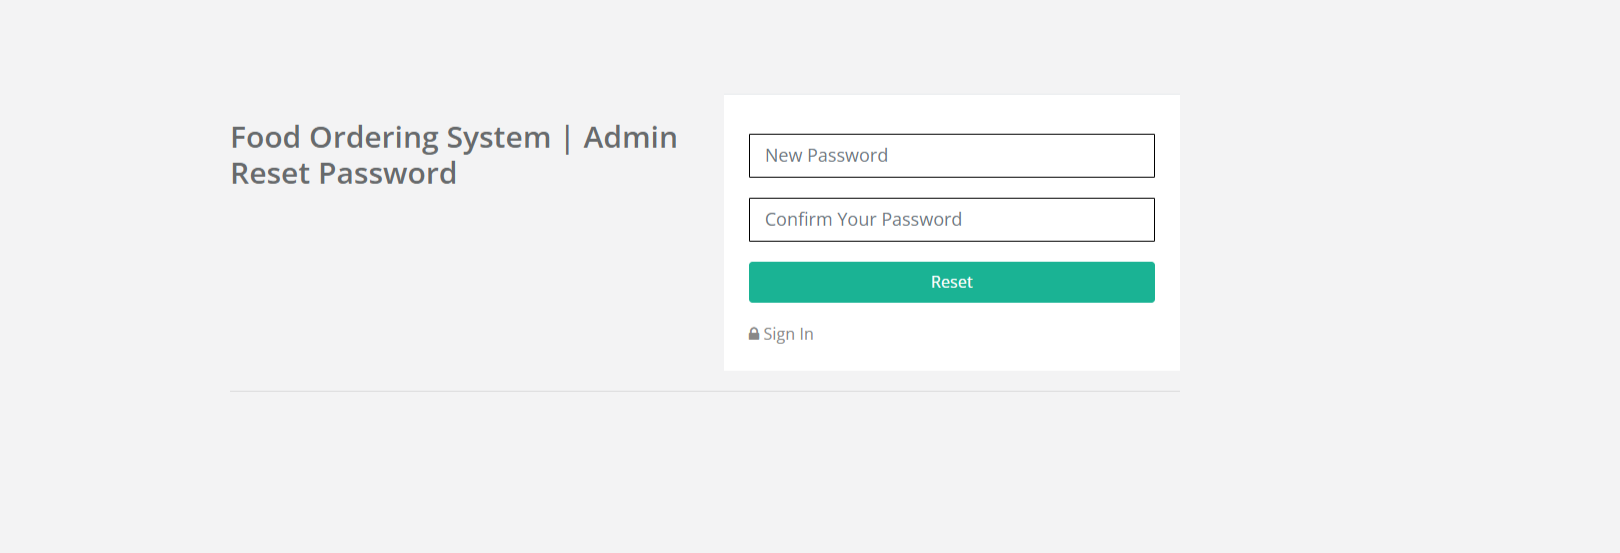 Food Ordering System | Admin
Reset Password
New Password
Confirm Your Password
Reset
Sign In